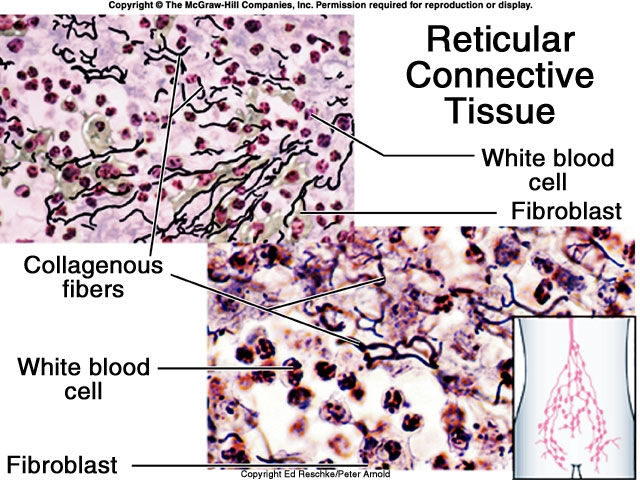 Copyright © The McGraw-Hill Companies, Inc. Permission required for reproduction or display.
Reticular
Connective
Tissue
White blood
cell
Fibroblast
Collagenous
fibers
White blood
cell
Fibroblast
Copyright Ed Reschke/Peter Arnold